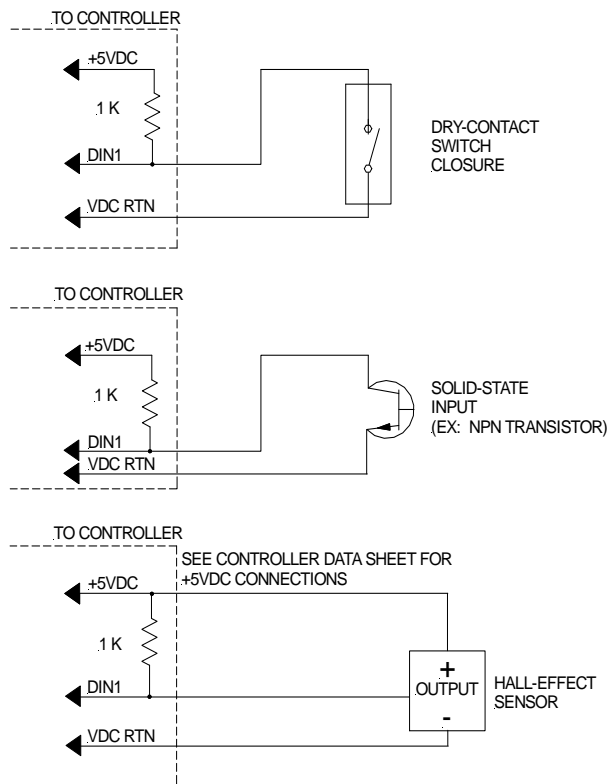 TO CONTROLLER
+5VDC
1 K
DIN1
VDC RTN
DRY-CONTACT
SWITCH
CLOSURE
TO CONTROLLER
+5VDC
1 K
DIN1
VDC RTN
SOLID-STATE
INPUT
(EX: NPN TRANSISTOR)
TO CONTROLLER
SEE CONTROLLER DATA SHEET FOR
+5VDC CONNECTIONS
+5VDC
1 K
DIN1
VDC RTN
+
OUTPUT
-
HALL-EFFECT
SENSOR